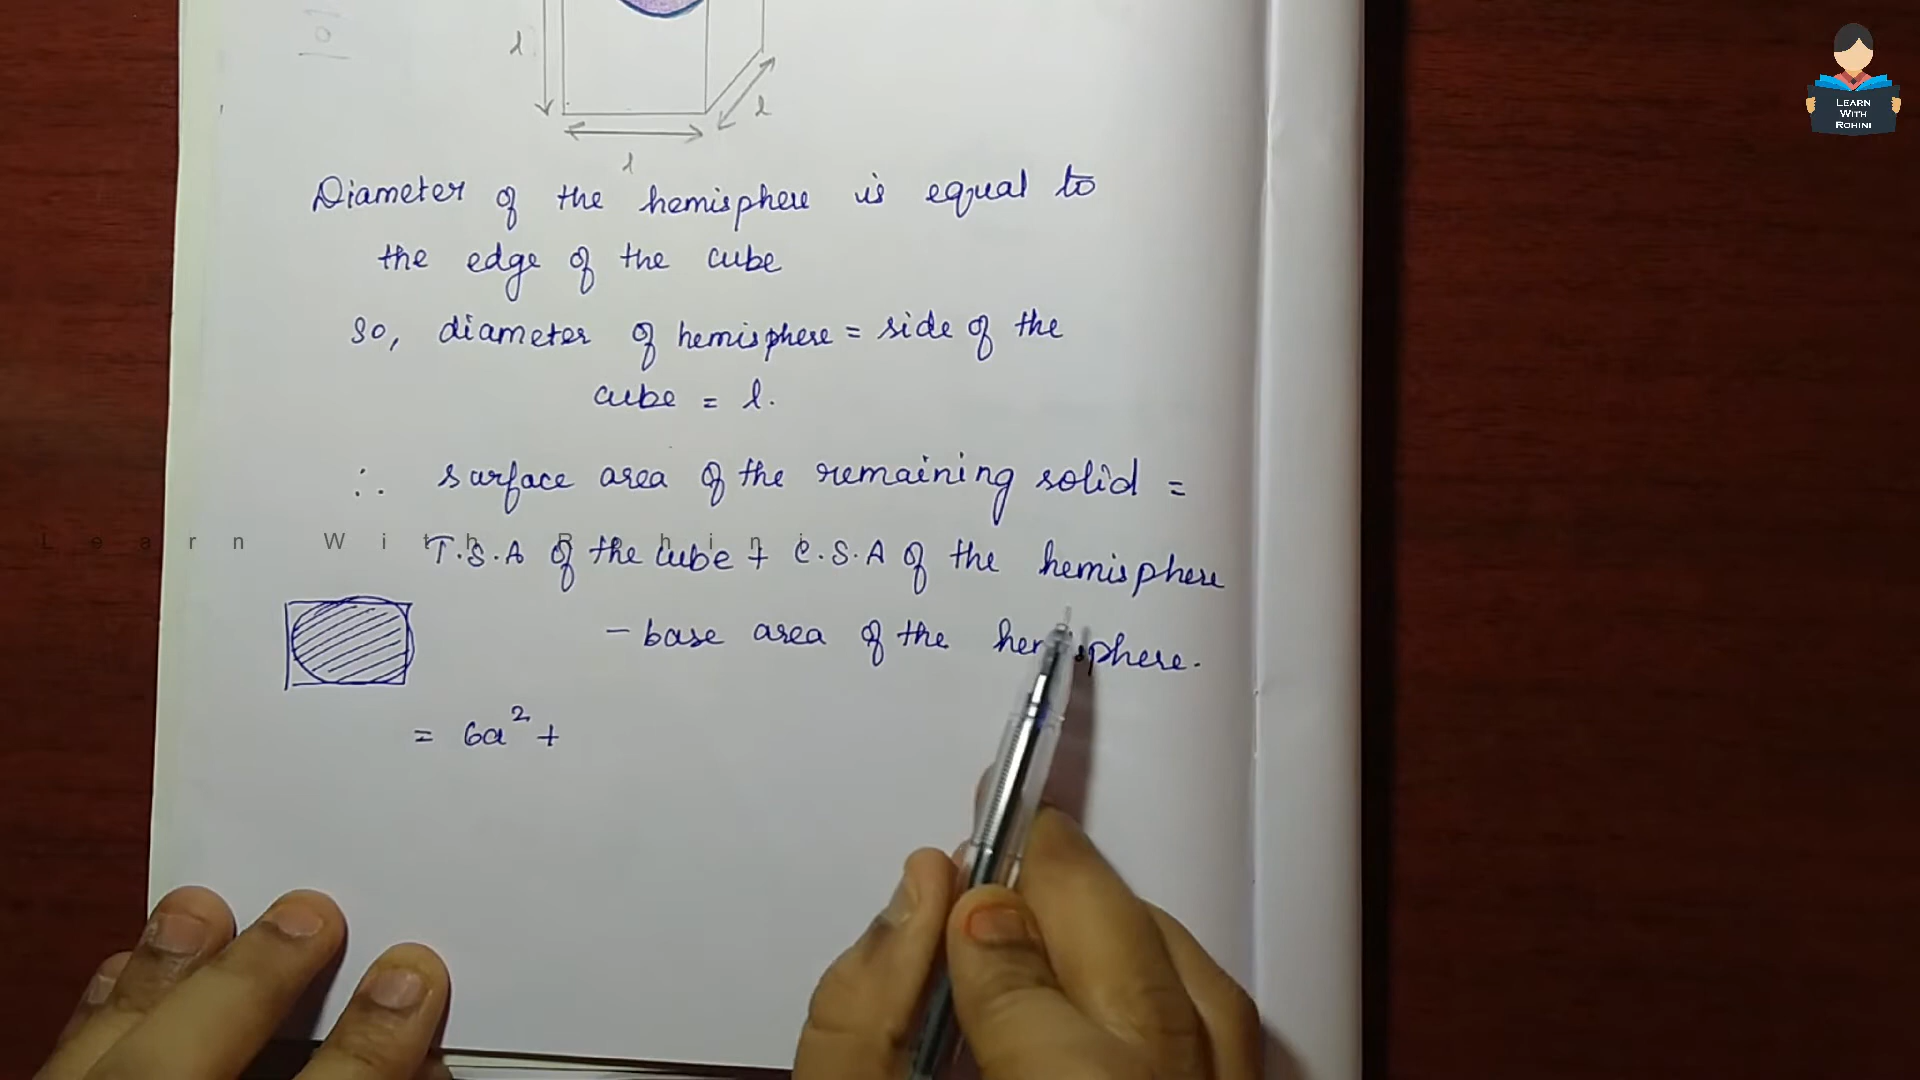 l
l
l
Diameter of the hemisphere is equal to
the edge of the cube
So, diameter of hemisphere = side of the
cube = l.
∴ surface area of the remaining solid =
T.S.A of the cube + C.S.A of the hemisphere
- base area of the hemisphere.
= 6a² +
Learn With Rohini
LEARN
WITH
ROHINI